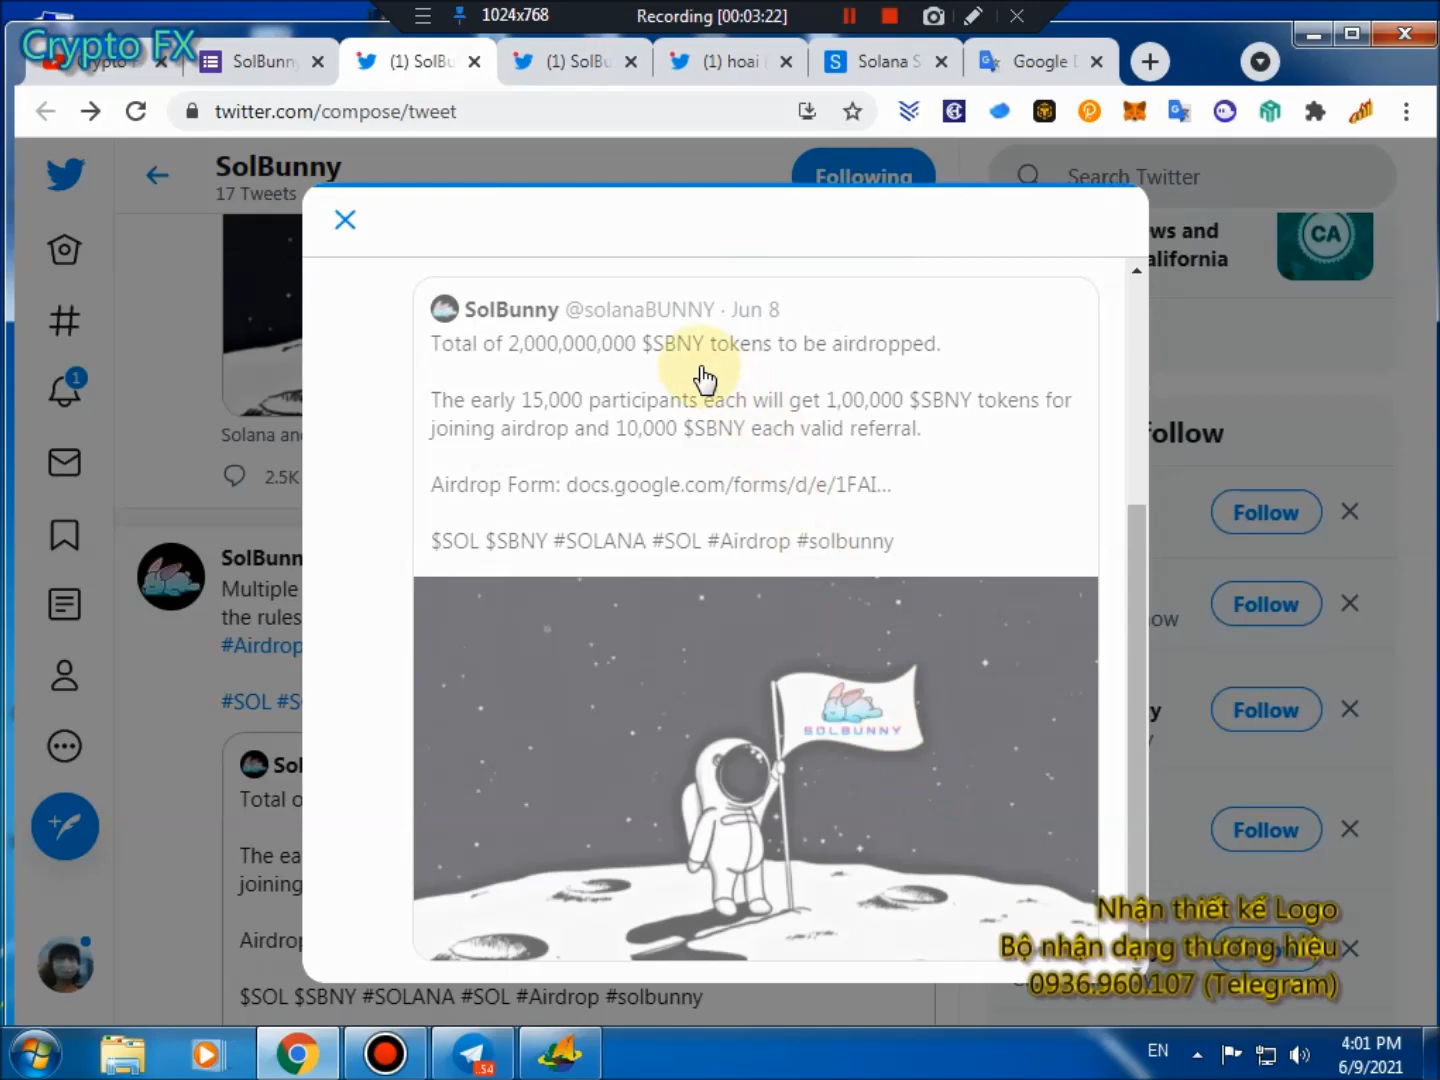 1024x768
Recording [00:03:22]
Crypto FX
SolBunn
(1) SolBu
(1) SolBu
(1) hoai
Solana S
Google
twitter.com/compose/tweet
SolBunny
17 Tweets
Following
Search Twitter
ws and
alifornia
CA
SolBunny @solanaBUNNY · Jun 8
Total of 2,000,000,000 $SBNY tokens to be airdropped.
The early 15,000 participants each will get 1,00,000 $SBNY tokens for
joining airdrop and 10,000 $SBNY each valid referral.
Airdrop Form: docs.google.com/forms/d/e/1FAI...
$SOL $SBNY #SOLANA #SOL #Airdrop #solbunny
SOLBUNNY
Solana an
2.5K
1
SolBunn
Multiple
the rules
#Airdrop
#SOL #S
Sol
Total o
The ea
joining
Airdrop
$SOL $SBNY #SOLANA #SOL #Airdrop #solbunny
ollow
Follow
Follow
ow
Follow
y
Follow
Nhận thiết kế Logo
Bộ nhận dạng thương hiệu
0936.960.107 (Telegram)
54
EN
4:01 PM
6/9/2021